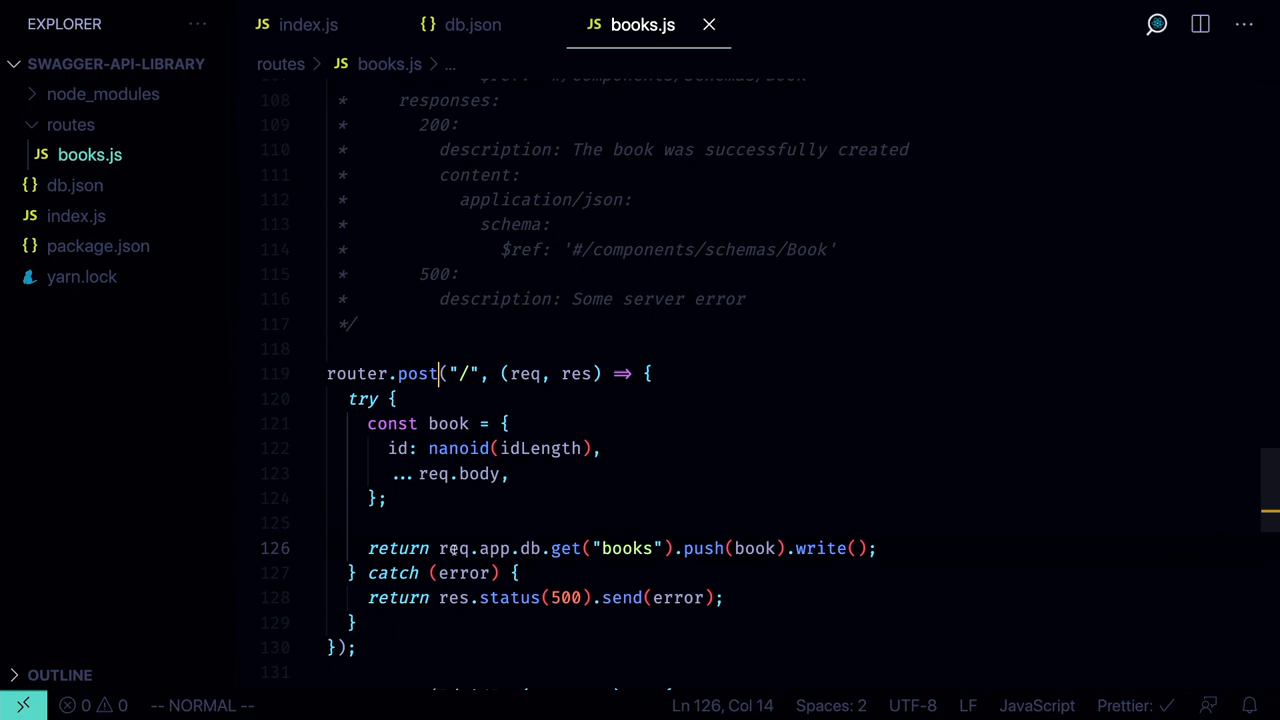 EXPLORER ...
JS index.js {} db.json JS books.js
SWAGGER-API-LIBRARY
node_modules
routes
JS books.js
{} db.json
JS index.js
{} package.json
yarn.lock
OUTLINE
routes > JS books.js > ...
108 * responses:
109 * 200:
110 * description: The book was successfully created
111 * content:
112 * application/json:
113 * schema:
114 * $ref: '#/components/schemas/Book'
115 * 500:
116 * description: Some server error
117 */
118
119 router.post("/", (req, res) => {
120 try {
121 const book = {
122 id: nanoid(idLength),
123 ...req.body,
124 };
125
126 return req.app.db.get("books").push(book).write();
127 } catch (error) {
128 return res.status(500).send(error);
129 }
130 });
131
0 0 -- NORMAL -- Ln 126, Col 14 Spaces: 2 UTF-8 LF JavaScript Prettier: ✓